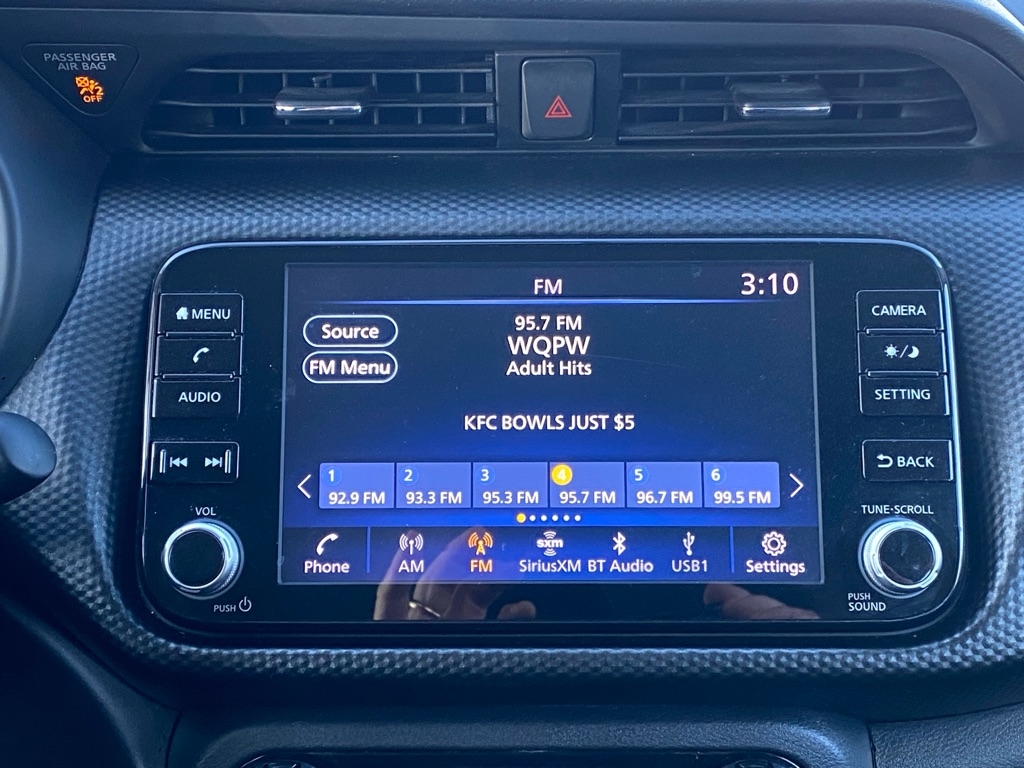 PASSENGER
AIR BAG
2
OFF
FM
3:10
MENU
AUDIO
VOL
PUSH
Source
FM Menu
95.7 FM
WQPW
Adult Hits
KFC BOWLS JUST $5
1 2 3 4 5 6
92.9 FM 93.3 FM 95.3 FM 95.7 FM 96.7 FM 99.5 FM
sxm
Phone AM FM SiriusXM BT Audio USB1 Settings
CAMERA
SETTING
BACK
TUNE·SCROLL
PUSH
SOUND